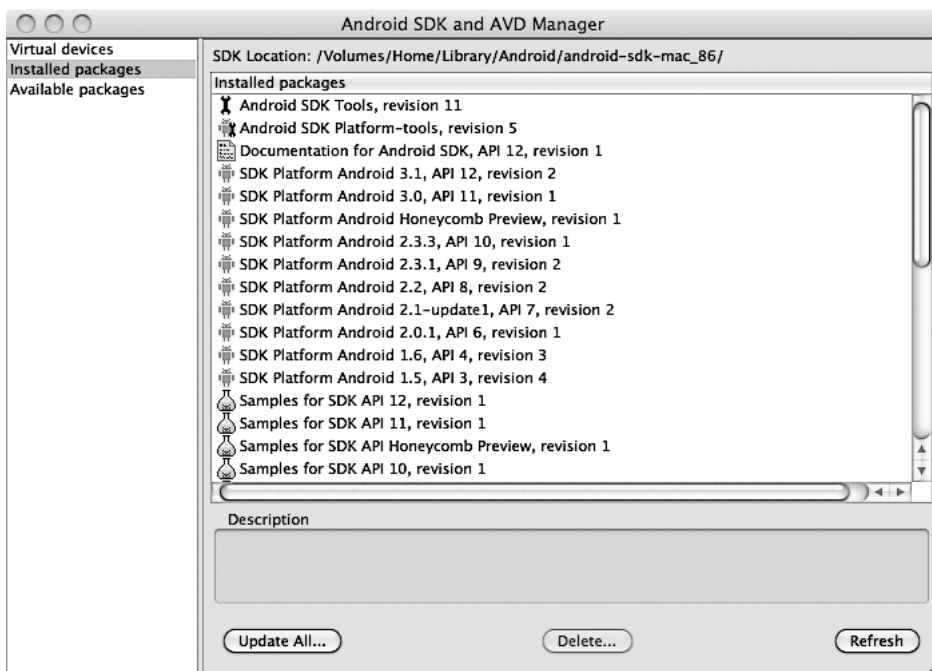 Android SDK and AVD Manager
Virtual devices
Installed packages
Available packages
SDK Location: /Volumes/Home/Library/Android/android-sdk-mac_86/
Installed packages
Android SDK Tools, revision 11
Android SDK Platform-tools, revision 5
Documentation for Android SDK, API 12, revision 1
SDK Platform Android 3.1, API 12, revision 2
SDK Platform Android 3.0, API 11, revision 1
SDK Platform Android Honeycomb Preview, revision 1
SDK Platform Android 2.3.3, API 10, revision 1
SDK Platform Android 2.3.1, API 9, revision 2
SDK Platform Android 2.2, API 8, revision 2
SDK Platform Android 2.1-update1, API 7, revision 2
SDK Platform Android 2.0.1, API 6, revision 1
SDK Platform Android 1.6, API 4, revision 3
SDK Platform Android 1.5, API 3, revision 4
Samples for SDK API 12, revision 1
Samples for SDK API 11, revision 1
Samples for SDK API Honeycomb Preview, revision 1
Samples for SDK API 10, revision 1
Description
Update All...
Delete...
Refresh